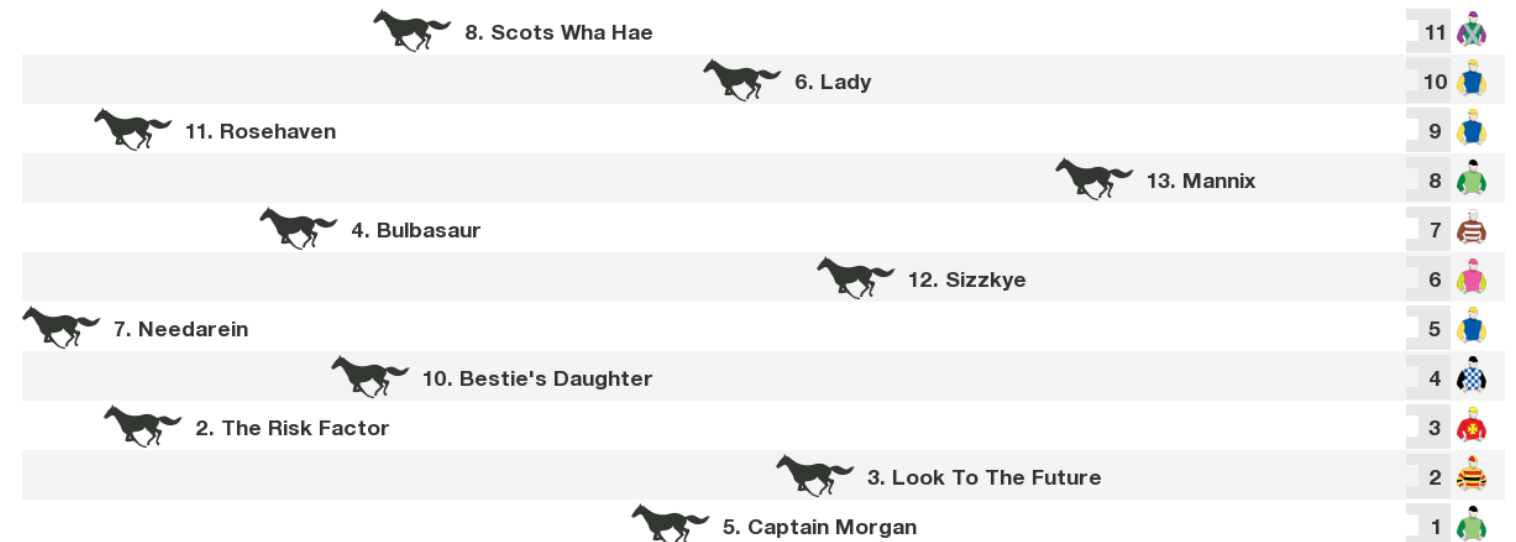 8. Scots Wha Hae 11
6. Lady 10
11. Rosehaven 9
13. Mannix 8
4. Bulbasaur 7
12. Sizzkye 6
7. Needarein 5
10. Bestie's Daughter 4
2. The Risk Factor 3
3. Look To The Future 2
5. Captain Morgan 1